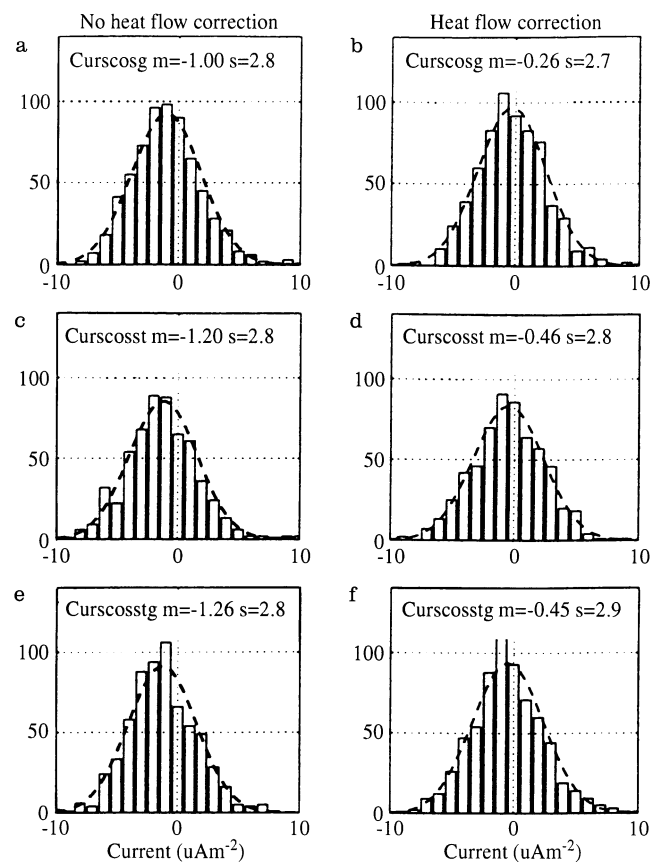 No heat flow correction Heat flow correction
a b
Curscosg m=-1.00 s=2.8 Curscosg m=-0.26 s=2.7
100 100
50 50
0 0
-10 0 10 -10 0 10
c d
Curscosst m=-1.20 s=2.8 Curscosst m=-0.46 s=2.8
100 100
50 50
0 0
-10 0 10 -10 0 10
e f
Curscosstg m=-1.26 s=2.8 Curscosstg m=-0.45 s=2.9
100 100
50 50
0 0
-10 0 10 -10 0 10
Current (uAm⁻²) Current (uAm⁻²)